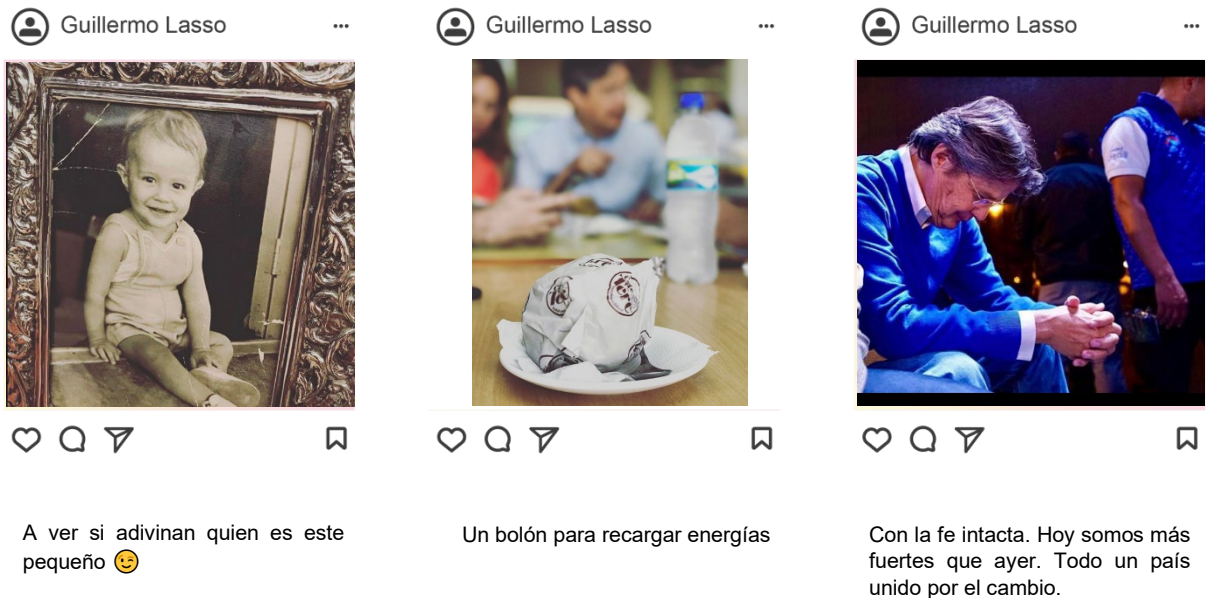 Guillermo Lasso
A ver si adivinan quien es este
pequeño 😉
Guillermo Lasso
Un bolón para recargar energías
Guillermo Lasso
Con la fe intacta. Hoy somos más
fuertes que ayer. Todo un país
unido por el cambio.